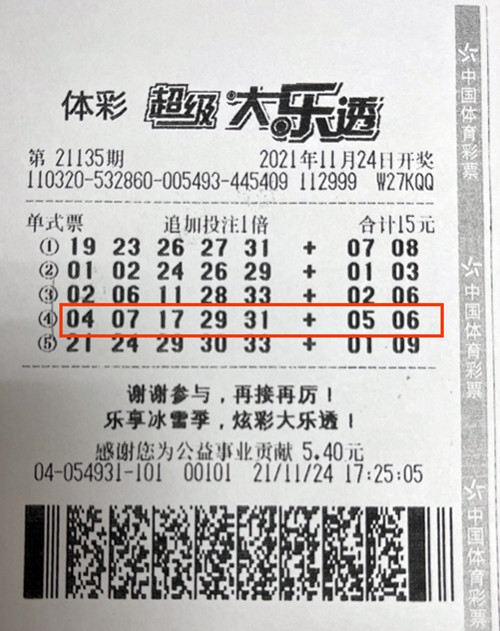 体彩 超级大乐透
第 21135期 2021年11月24日开奖
110320-532860-005493-445409 112999 W27KQQ
单式票 追加投注1倍 合计15元
① 19 23 26 27 31 + 07 08
② 01 02 24 26 29 + 01 03
③ 02 06 11 28 33 + 02 06
④ 04 07 17 29 31 + 05 06
⑤ 21 24 29 30 33 + 01 09
谢谢参与，再接再厉！
乐享冰雪季，炫彩大乐透！
感谢您为公益事业贡献 5.40元
04-054931-101 00101 21/11/24 17:25:05
中国体育彩票
中国体育彩票
中国体育彩票